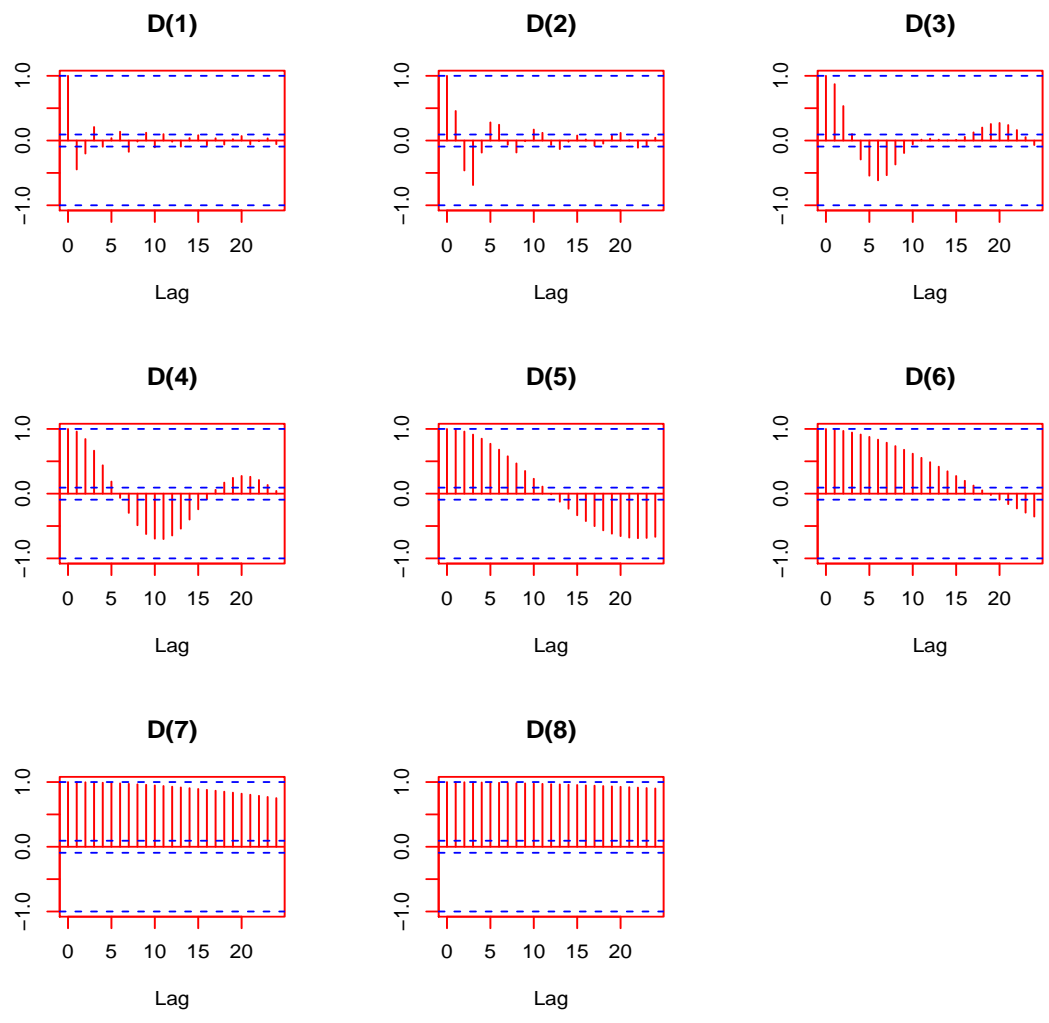 D(1) D(2) D(3)
1.0 0.0 −1.0 1.0 0.0 −1.0 1.0 0.0 −1.0
0 5 10 15 20 0 5 10 15 20 0 5 10 15 20
Lag Lag Lag
D(4) D(5) D(6)
1.0 0.0 −1.0 1.0 0.0 −1.0 1.0 0.0 −1.0
0 5 10 15 20 0 5 10 15 20 0 5 10 15 20
Lag Lag Lag
D(7) D(8)
1.0 0.0 −1.0 1.0 0.0 −1.0
0 5 10 15 20 0 5 10 15 20
Lag Lag